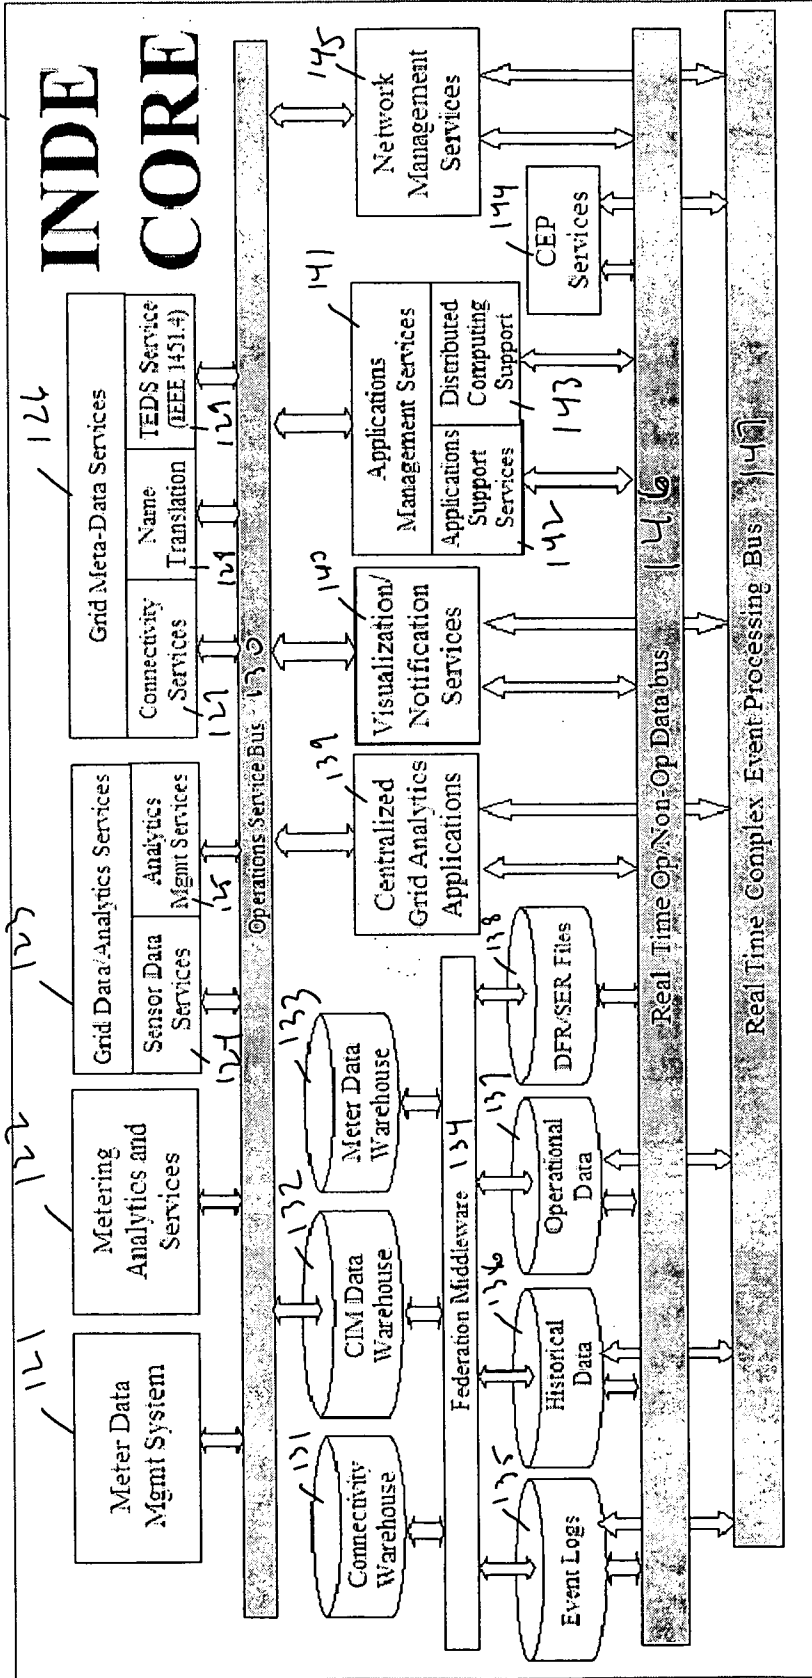 INDE
CORE
121
Meter Data
Mgmt System
122
Metering
Analytics and
Services
123
Grid Data/Analytics Services
Sensor Data
Services
124
Analytics
Mgmt Services
125
126
Grid Meta-Data Services
Connectivity
Services
127
Name
Translation
128
TEDS Service
(IEEE 1451.4)
129
Operations Service Bus 130
131
Connectivity
Warehouse
132
CIM Data
Warehouse
133
Meter Data
Warehouse
Federation Middleware 134
135
Event Logs
136
Historical
Data
137
Operational
Data
138
DFR/SER Files
139
Centralized
Grid Analytics
Applications
140
Visualization/
Notification
Services
141
Applications
Management Services
Applications
Support
Services
142
Distributed
Computing
Support
143
144
CEP
Services
145
Network
Management
Services
Real Time Op/Non-Op Data bus 146
Real Time Complex Event Processing Bus 147